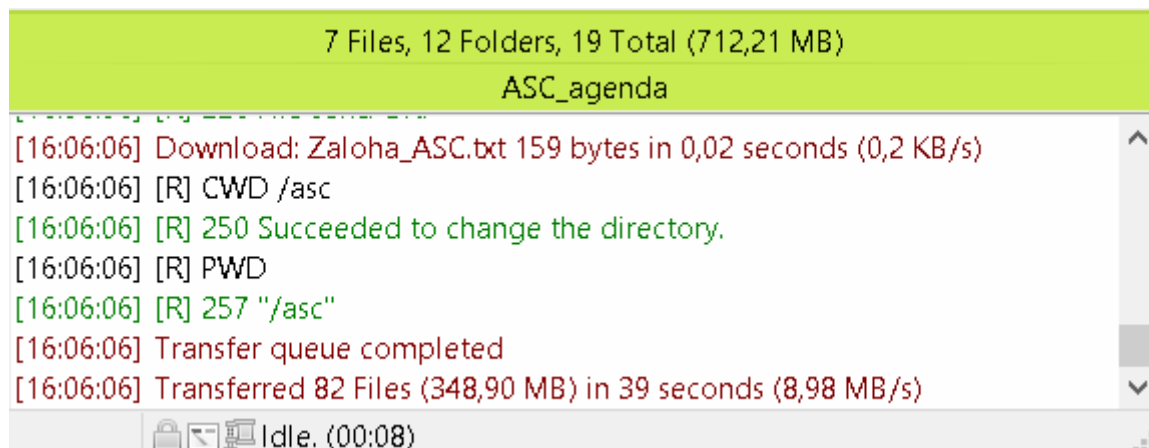 7 Files, 12 Folders, 19 Total (712,21 MB)
ASC_agenda
[16:06:06] Download: Zaloha_ASC.txt 159 bytes in 0,02 seconds (0,2 KB/s)
[16:06:06] [R] CWD /asc
[16:06:06] [R] 250 Succeeded to change the directory.
[16:06:06] [R] PWD
[16:06:06] [R] 257 "/asc"
[16:06:06] Transfer queue completed
[16:06:06] Transferred 82 Files (348,90 MB) in 39 seconds (8,98 MB/s)
Idle. (00:08)